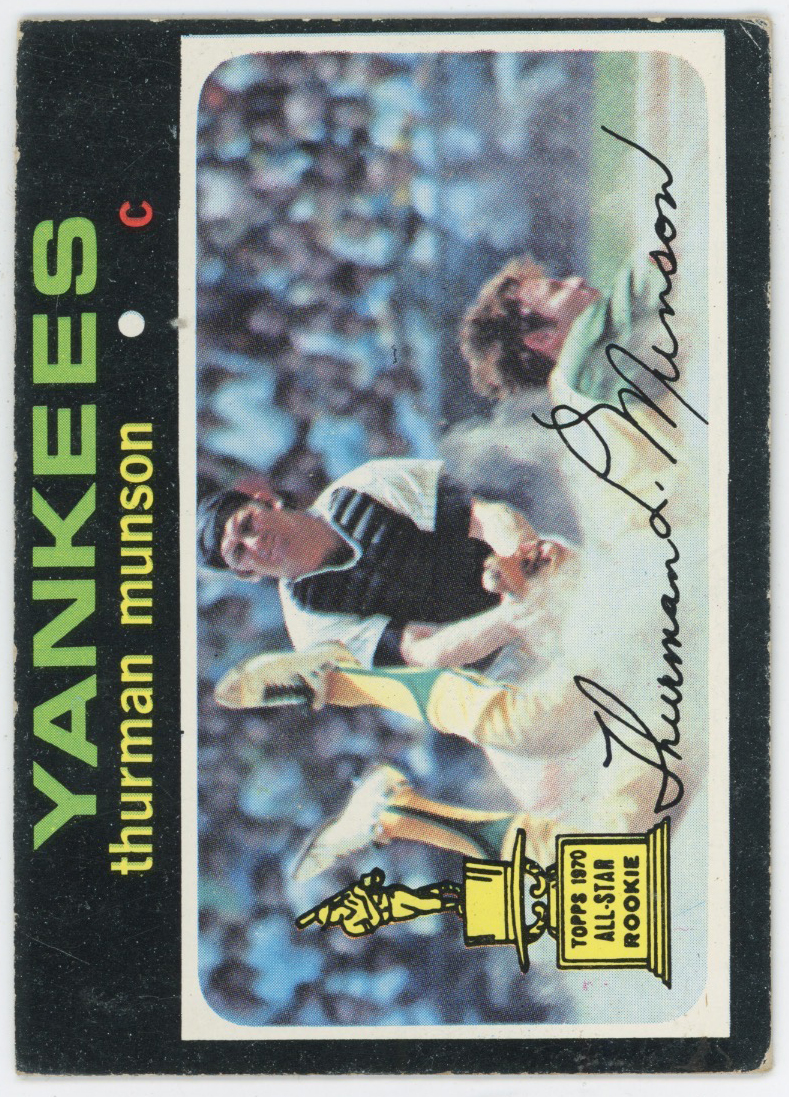 YANKEES
thurman munson • c
Thurman L. Munson
TOPPS 1970
ALL-STAR
ROOKIE